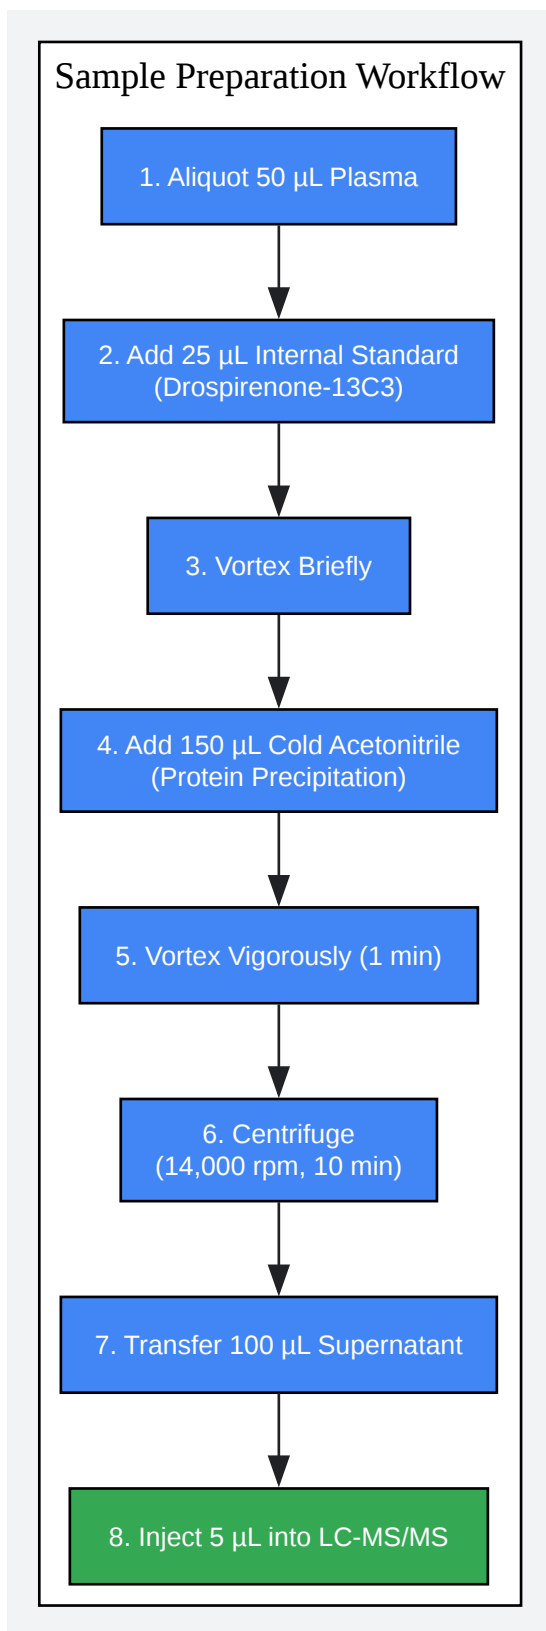 Sample Preparation Workflow
1. Aliquot 50 µL Plasma
2. Add 25 µL Internal Standard
(Drospirenone-13C3)
3. Vortex Briefly
4. Add 150 µL Cold Acetonitrile
(Protein Precipitation)
5. Vortex Vigorously (1 min)
6. Centrifuge
(14,000 rpm, 10 min)
7. Transfer 100 µL Supernatant
8. Inject 5 µL into LC-MS/MS